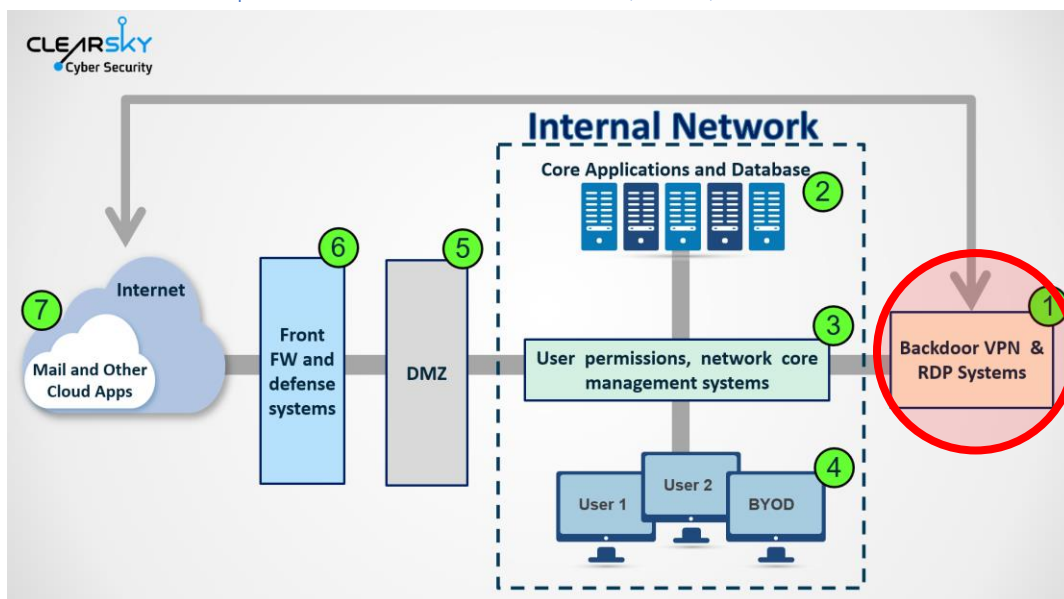 CLEARSKY
Cyber Security
Internal Network
Core Applications and Database
2
6
5
Internet
7
Mail and Other
Cloud Apps
Front
FW and
defense
systems
DMZ
3
User permissions, network core
management systems
1
Backdoor VPN &
RDP Systems
4
User 1
User 2
BYOD